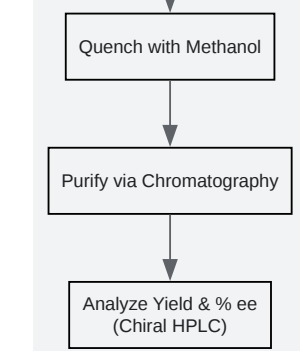 Quench with Methanol
Purify via Chromatography
Analyze Yield & % ee
(Chiral HPLC)